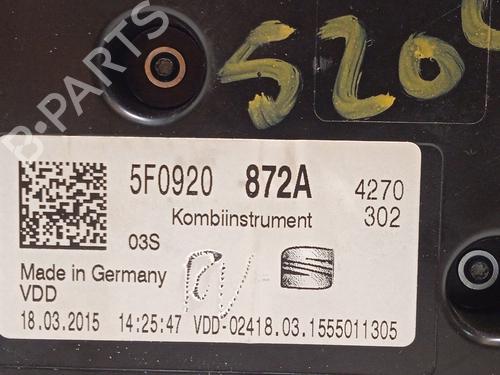 B-PARTS
520
5F0920 872A 4270
Kombiinstrument 302
03S
Made in Germany
VDD
18.03.2015 14:25:47 VDD-02418.03.1555011305